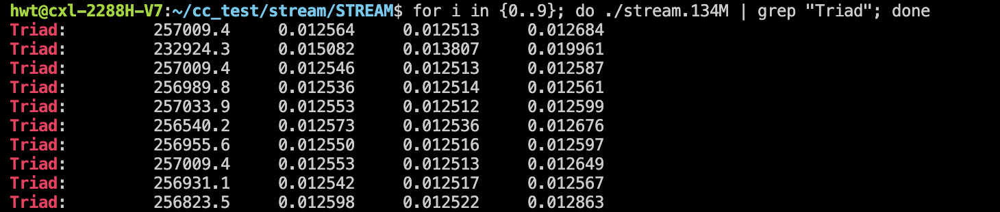 hwt@cxl-2288H-V7:~/cc_test/stream/STREAM$ for i in {0..9}; do ./stream.134M | grep "Triad"; done
Triad: 257009.4 0.012564 0.012513 0.012684
Triad: 232924.3 0.015082 0.013807 0.019961
Triad: 257009.4 0.012546 0.012513 0.012587
Triad: 256989.8 0.012536 0.012514 0.012561
Triad: 257033.9 0.012553 0.012512 0.012599
Triad: 256540.2 0.012573 0.012536 0.012676
Triad: 256955.6 0.012550 0.012516 0.012597
Triad: 257009.4 0.012553 0.012513 0.012649
Triad: 256931.1 0.012542 0.012517 0.012567
Triad: 256823.5 0.012598 0.012522 0.012863